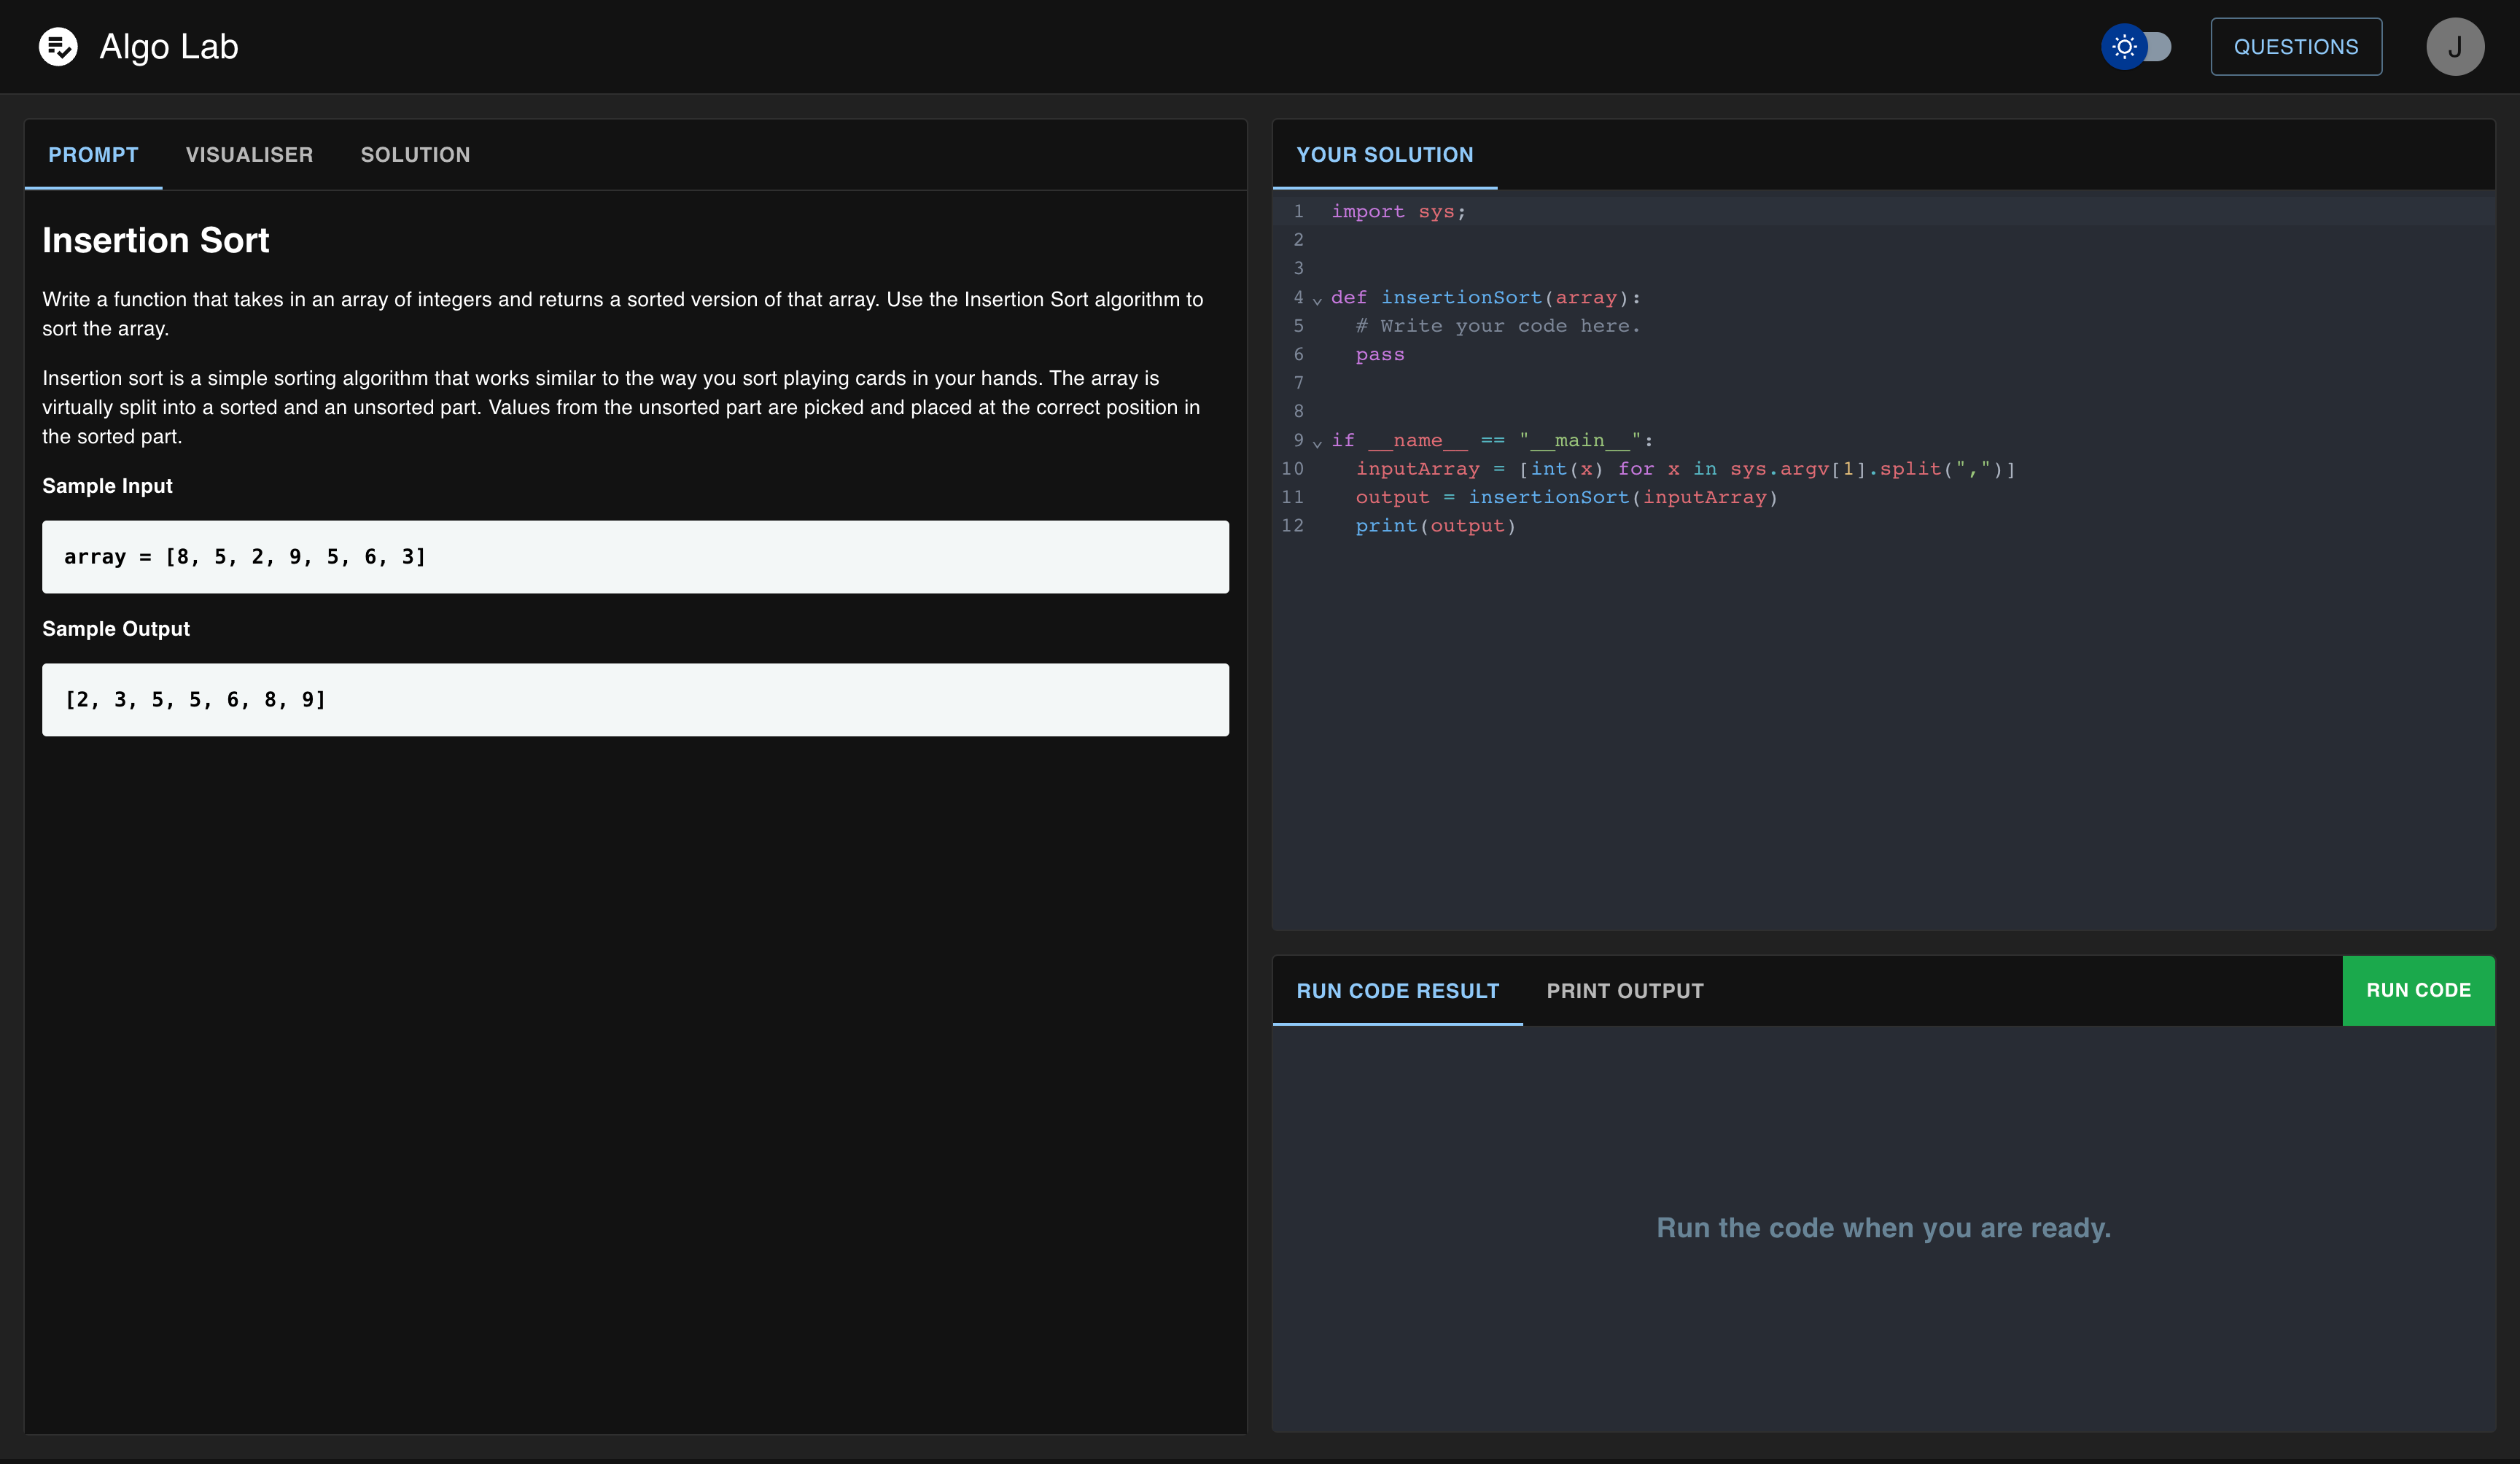 Algo Lab
QUESTIONS
J
PROMPT VISUALISER SOLUTION
Insertion Sort
Write a function that takes in an array of integers and returns a sorted version of that array. Use the Insertion Sort algorithm to
sort the array.
Insertion sort is a simple sorting algorithm that works similar to the way you sort playing cards in your hands. The array is
virtually split into a sorted and an unsorted part. Values from the unsorted part are picked and placed at the correct position in
the sorted part.
Sample Input
array = [8, 5, 2, 9, 5, 6, 3]
Sample Output
[2, 3, 5, 5, 6, 8, 9]
YOUR SOLUTION
1 import sys;
2
3
4 def insertionSort(array):
5   # Write your code here.
6   pass
7
8
9 if __name__ == "__main__":
10   inputArray = [int(x) for x in sys.argv[1].split(",")]
11   output = insertionSort(inputArray)
12   print(output)
RUN CODE RESULT PRINT OUTPUT RUN CODE
Run the code when you are ready.